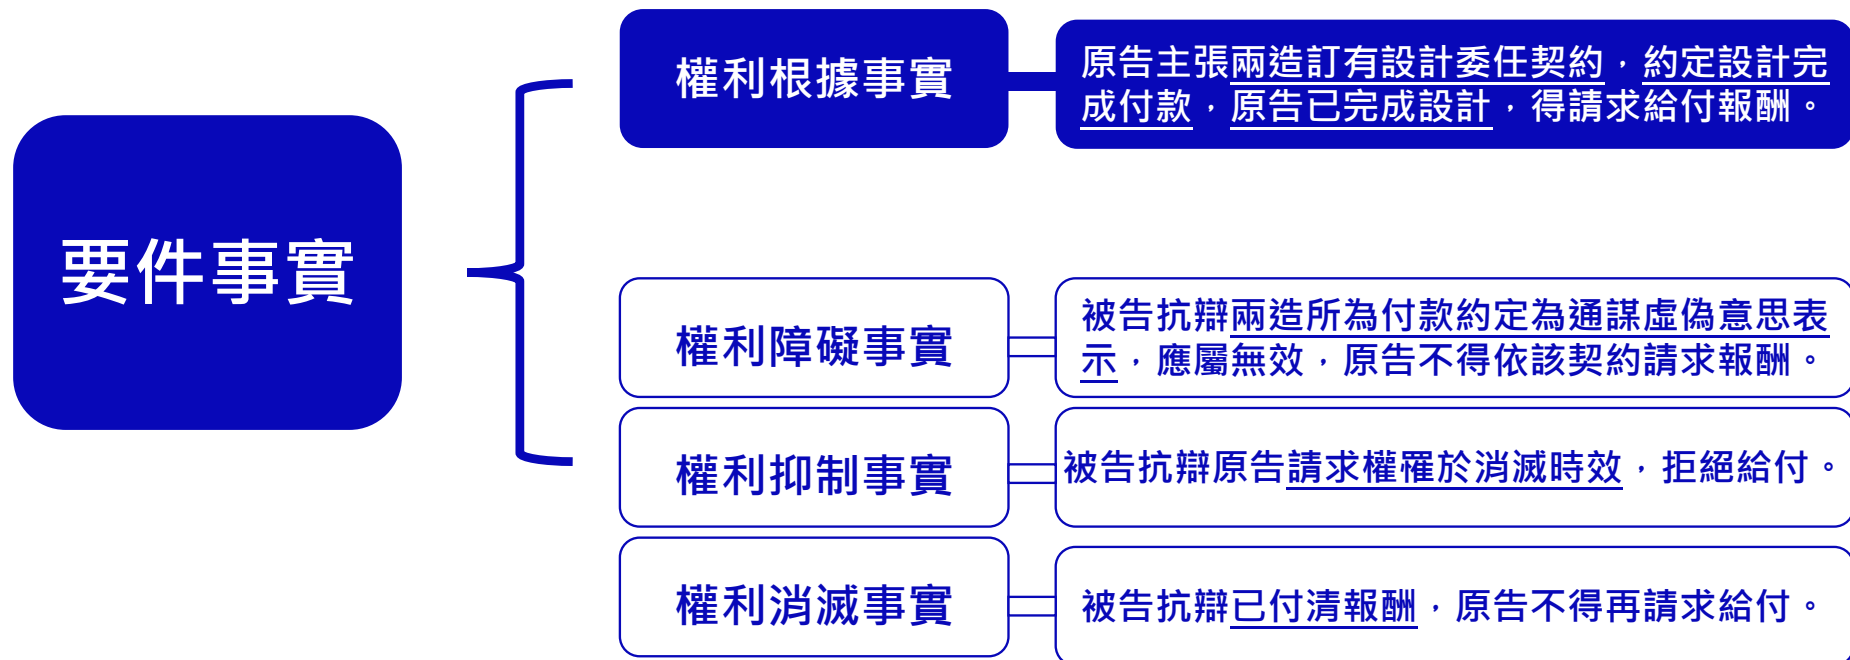 要件事實
權利根據事實
原告主張兩造訂有設計委任契約，約定設計完
成付款，原告已完成設計，得請求給付報酬。
權利障礙事實
被告抗辯兩造所為付款約定為通謀虛偽意思表
示，應屬無效，原告不得依該契約請求報酬。
權利抑制事實
被告抗辯原告請求權罹於消滅時效，拒絕給付。
權利消滅事實
被告抗辯已付清報酬，原告不得再請求給付。